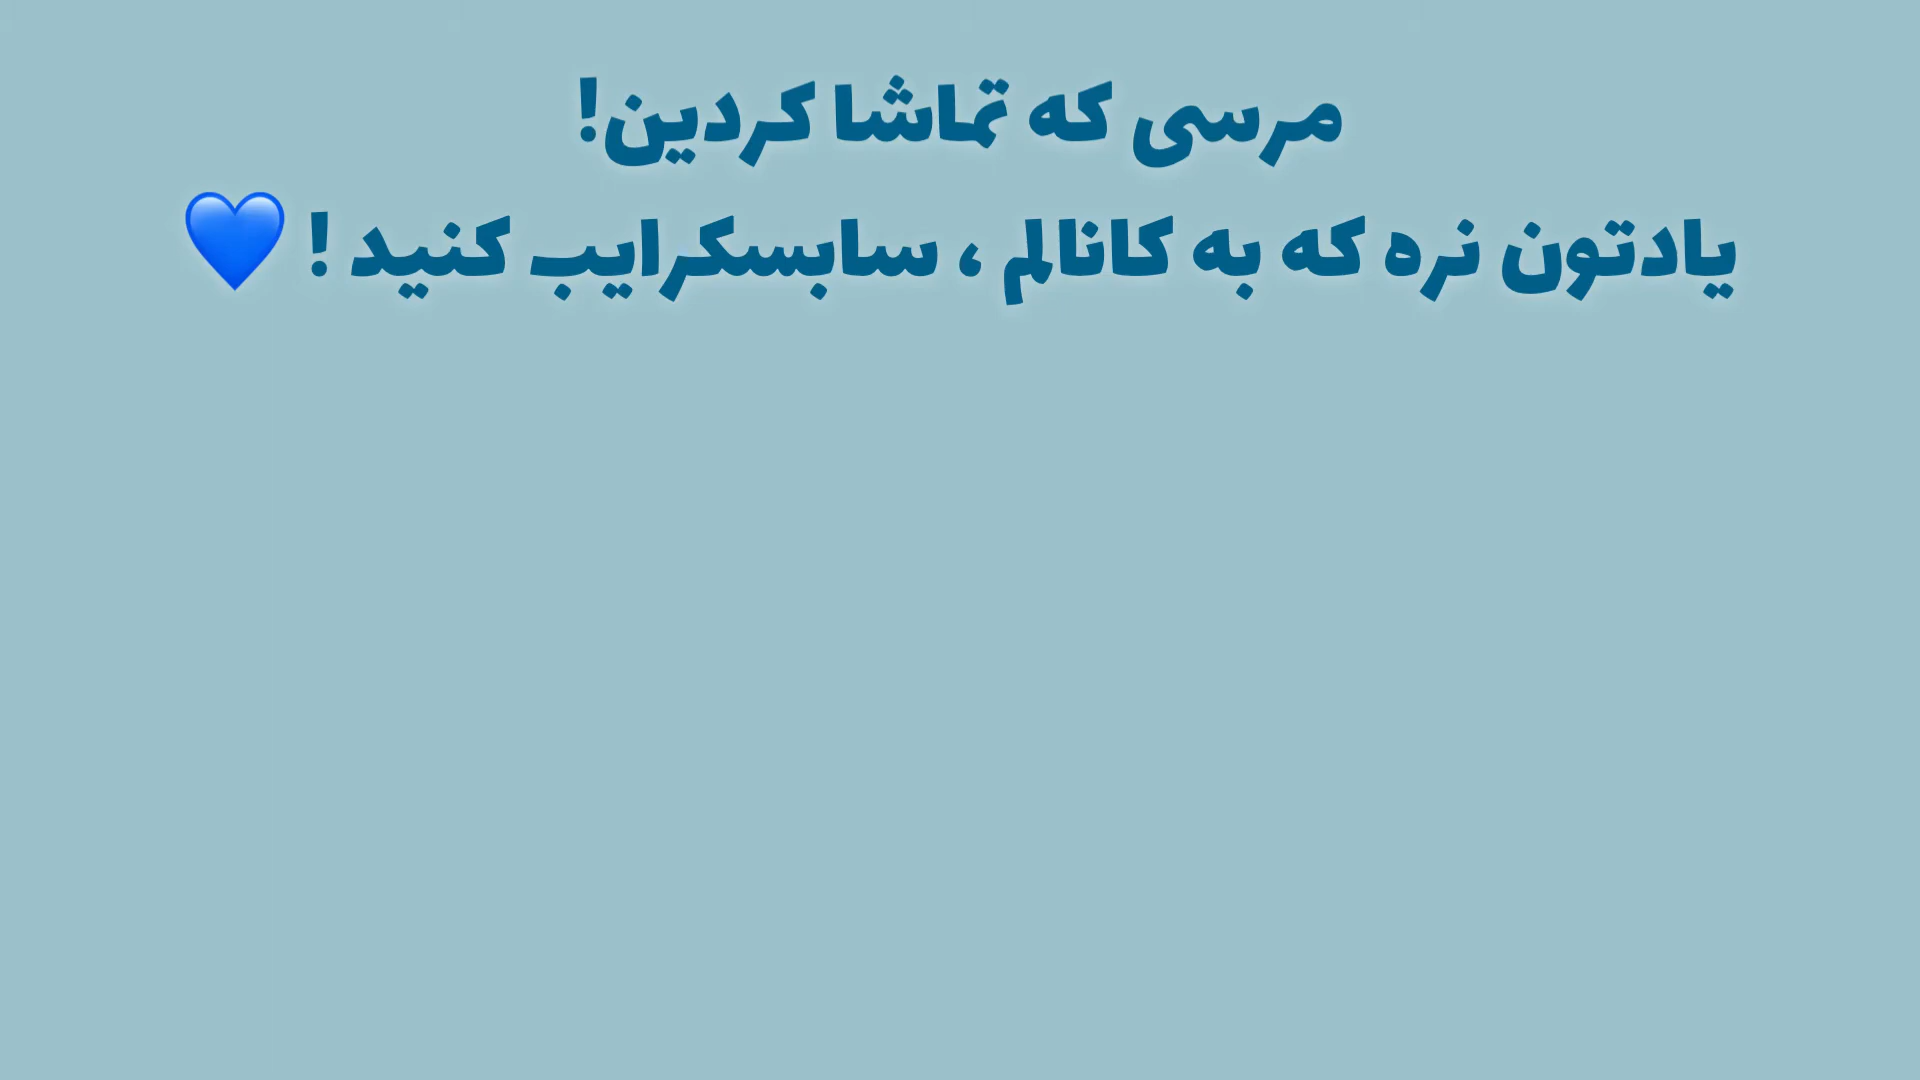 مرسی که تماشا کردین!
یادتون نره که به کانالم ، سابسکرایب کنید ! 💙